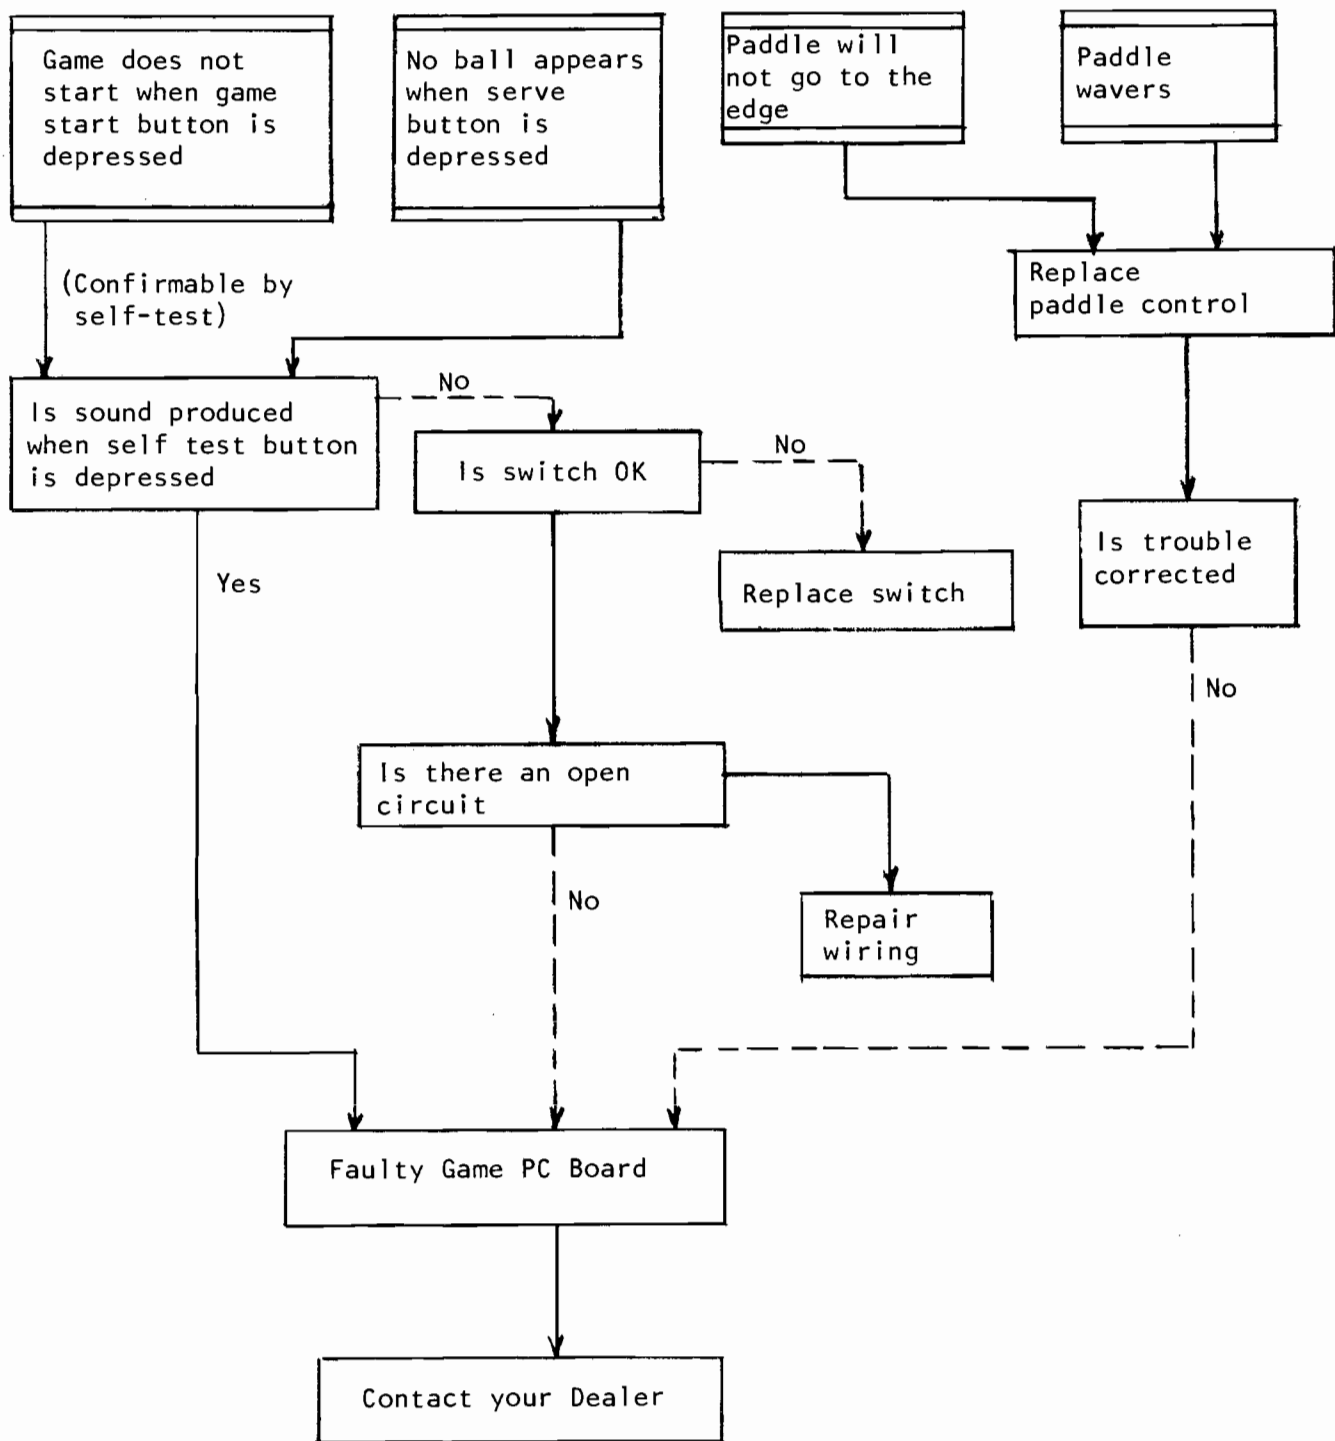 Game does not
start when game
start button is
depressed
No ball appears
when serve
button is
depressed
Paddle will
not go to the
edge
Paddle
wavers
(Confirmable by
self-test)
Replace
paddle control
Is sound produced
when self test button
is depressed
No
Is switch OK
No
Replace switch
Is trouble
corrected
Yes
No
Is there an open
circuit
No
Repair
wiring
Faulty Game PC Board
Contact your Dealer